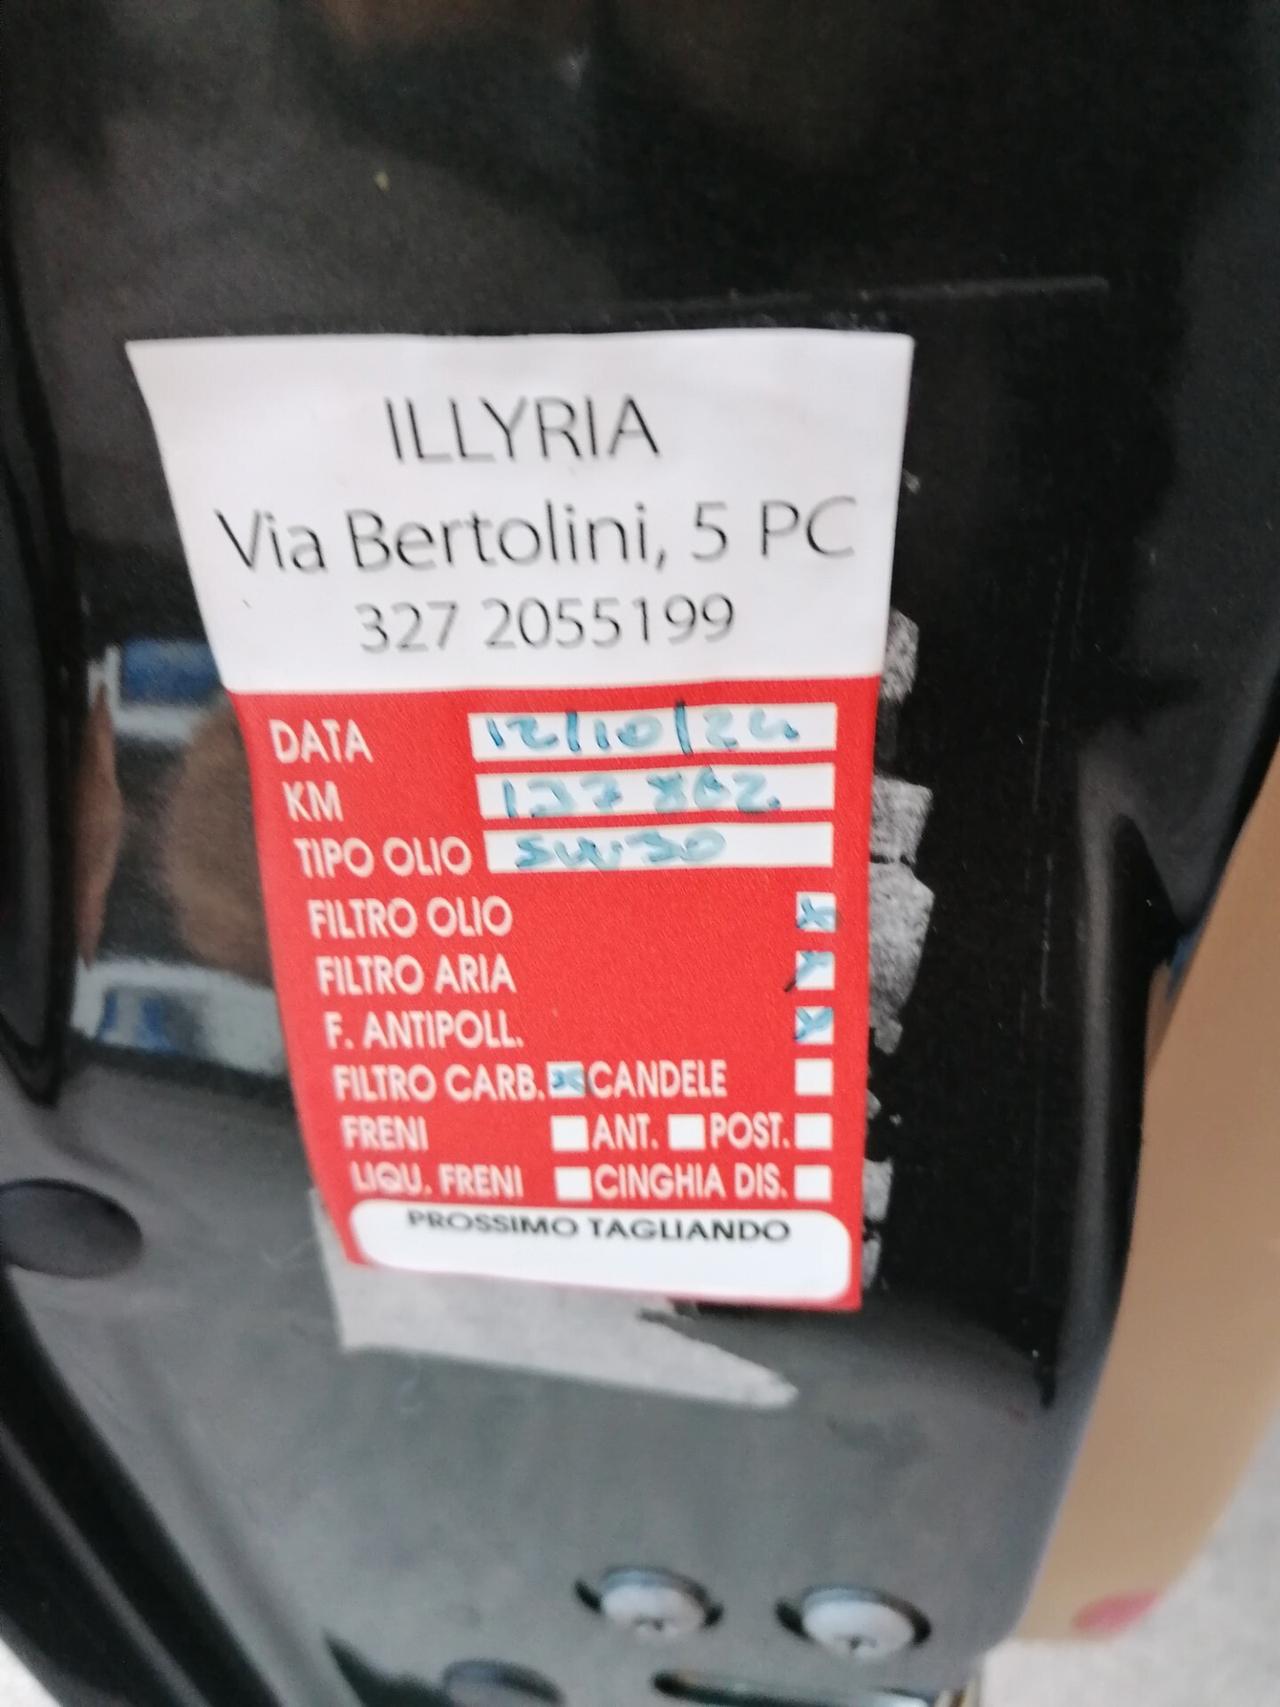 ILLYRIA
Via Bertolini, 5 PC
327 2055199
DATA 12/10/24
KM 137862
TIPO OLIO 5W30
FILTRO OLIO x
FILTRO ARIA x
F. ANTIPOLL. x
FILTRO CARB. x CANDELE
FRENI ANT. POST.
LIQU. FRENI CINGHIA DIS.
PROSSIMO TAGLIANDO